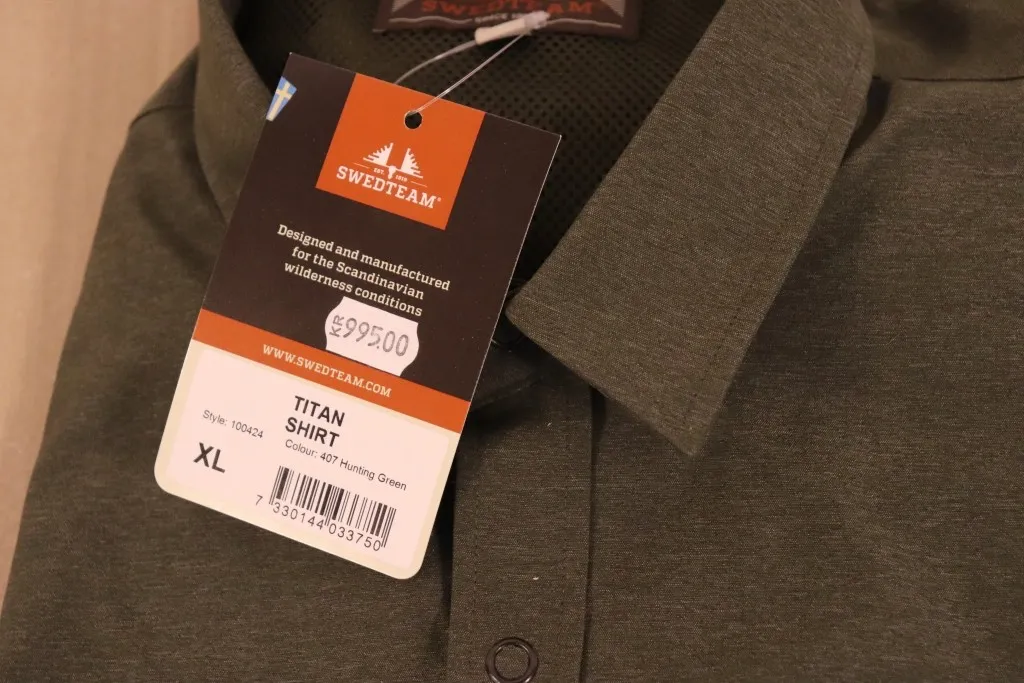 SWEDTEAM
EST. 1919
SWEDTEAM®
Designed and manufactured
for the Scandinavian
wilderness conditions
KR 995.00
WWW.SWEDTEAM.COM
TITAN
SHIRT
Style: 100424
Colour: 407 Hunting Green
XL
7 330144 033750